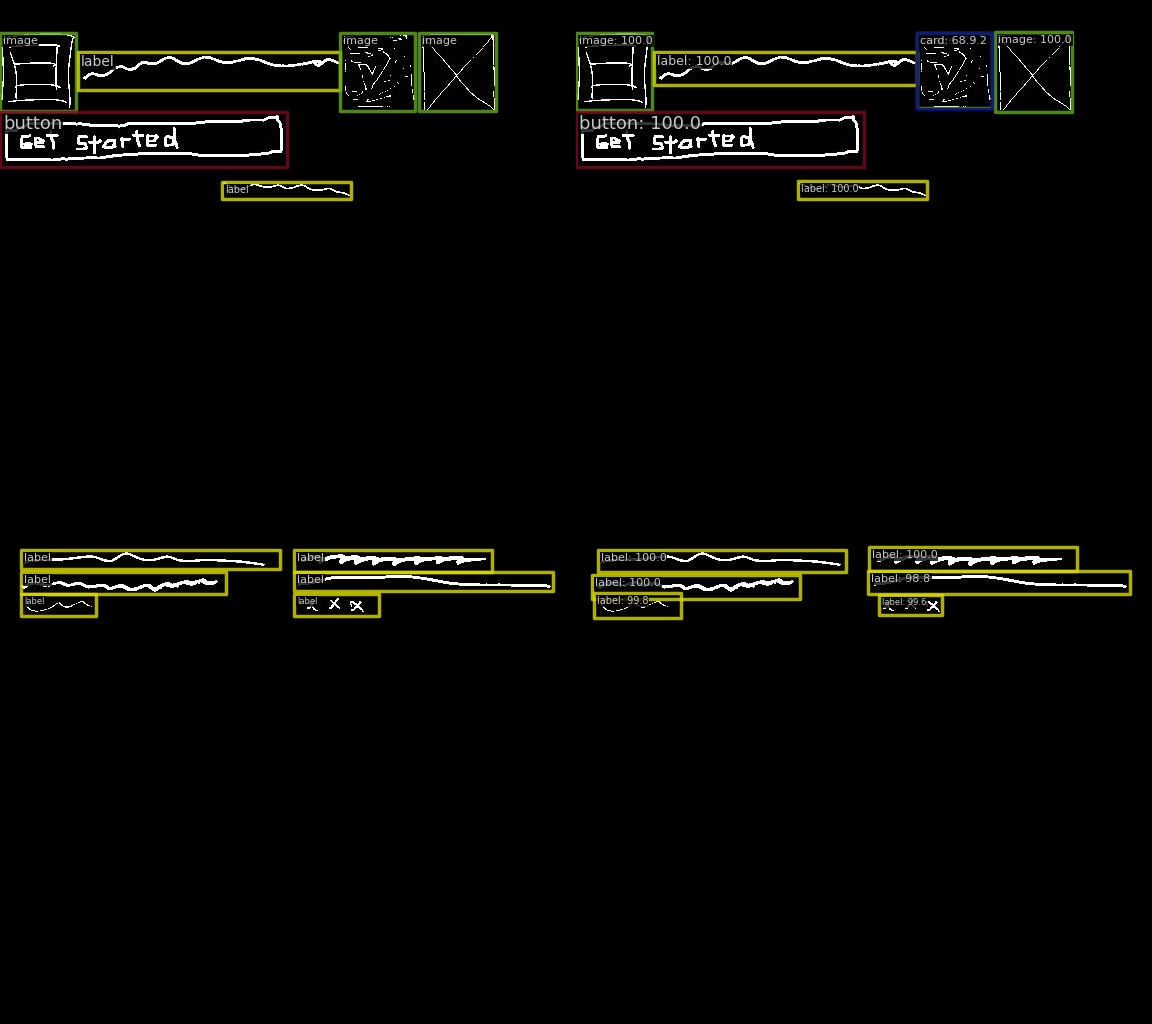 image label image image image: 100.0 label: 100.0 card: 68.9.2 image: 100.0
button button: 100.0
GeT Started GeT Started
label label: 100.0
label label label: 100.0 label: 100.0
label label label: 100.0 label: 98.8
label label label: 99.8 label: 99.6